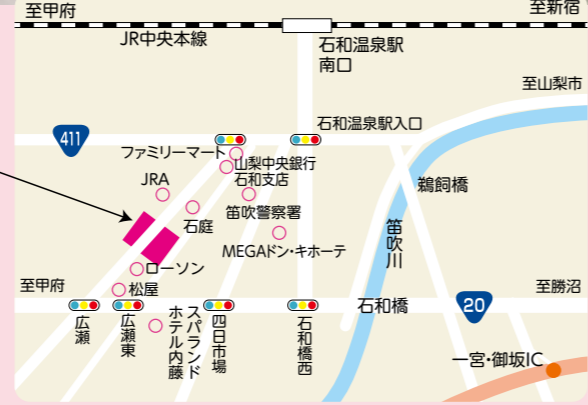 至甲府
至新宿
JR中央本線
石和温泉駅
南口
至山梨市
411
石和温泉駅入口
ファミリーマート
山梨中央銀行
石和支店
JRA
鵜飼橋
石庭
笛吹警察署
笛吹川
MEGAドン・キホーテ
ローソン
至甲府
松屋
石和橋
20
至勝沼
広瀬
広瀬東
スパランド
ホテル内藤
四日市場
石和橋西
一宮・御坂IC